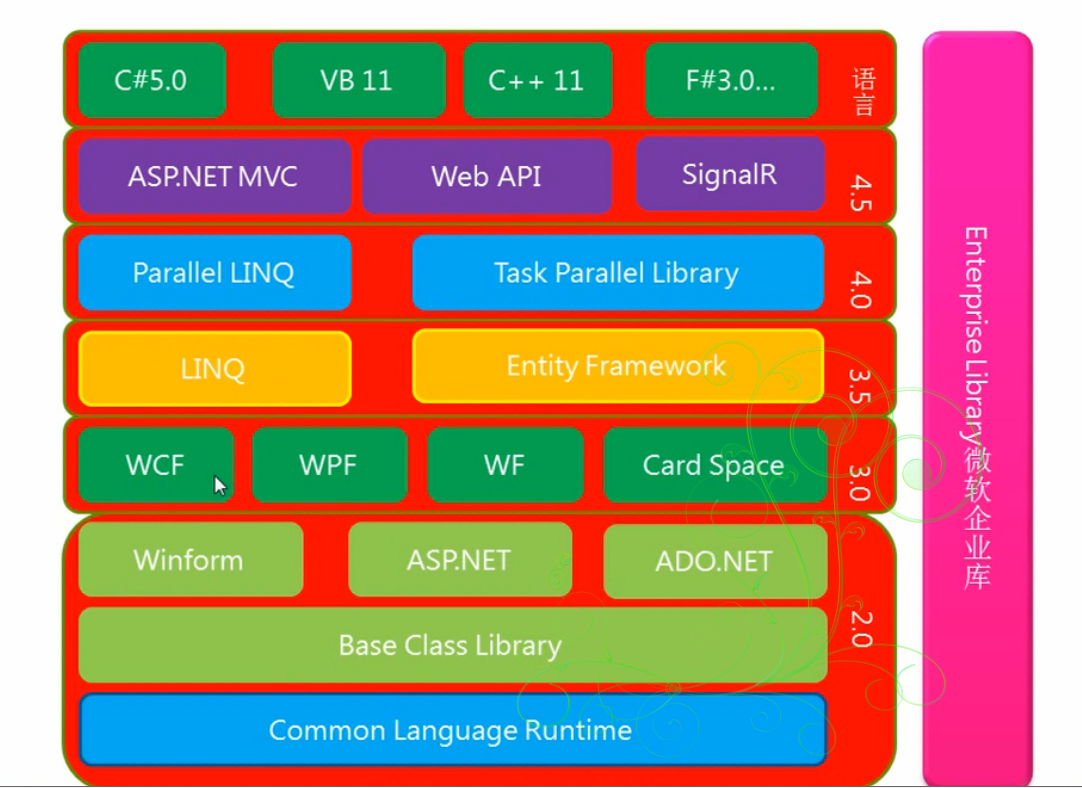 C#5.0
VB 11
C++ 11
F#3.0...
语言
ASP.NET MVC
Web API
SignalR
4.5
Parallel LINQ
Task Parallel Library
4.0
LINQ
Entity Framework
3.5
WCF
WPF
WF
Card Space
3.0
Winform
ASP.NET
ADO.NET
Base Class Library
2.0
Common Language Runtime
Enterprise Library微软企业库